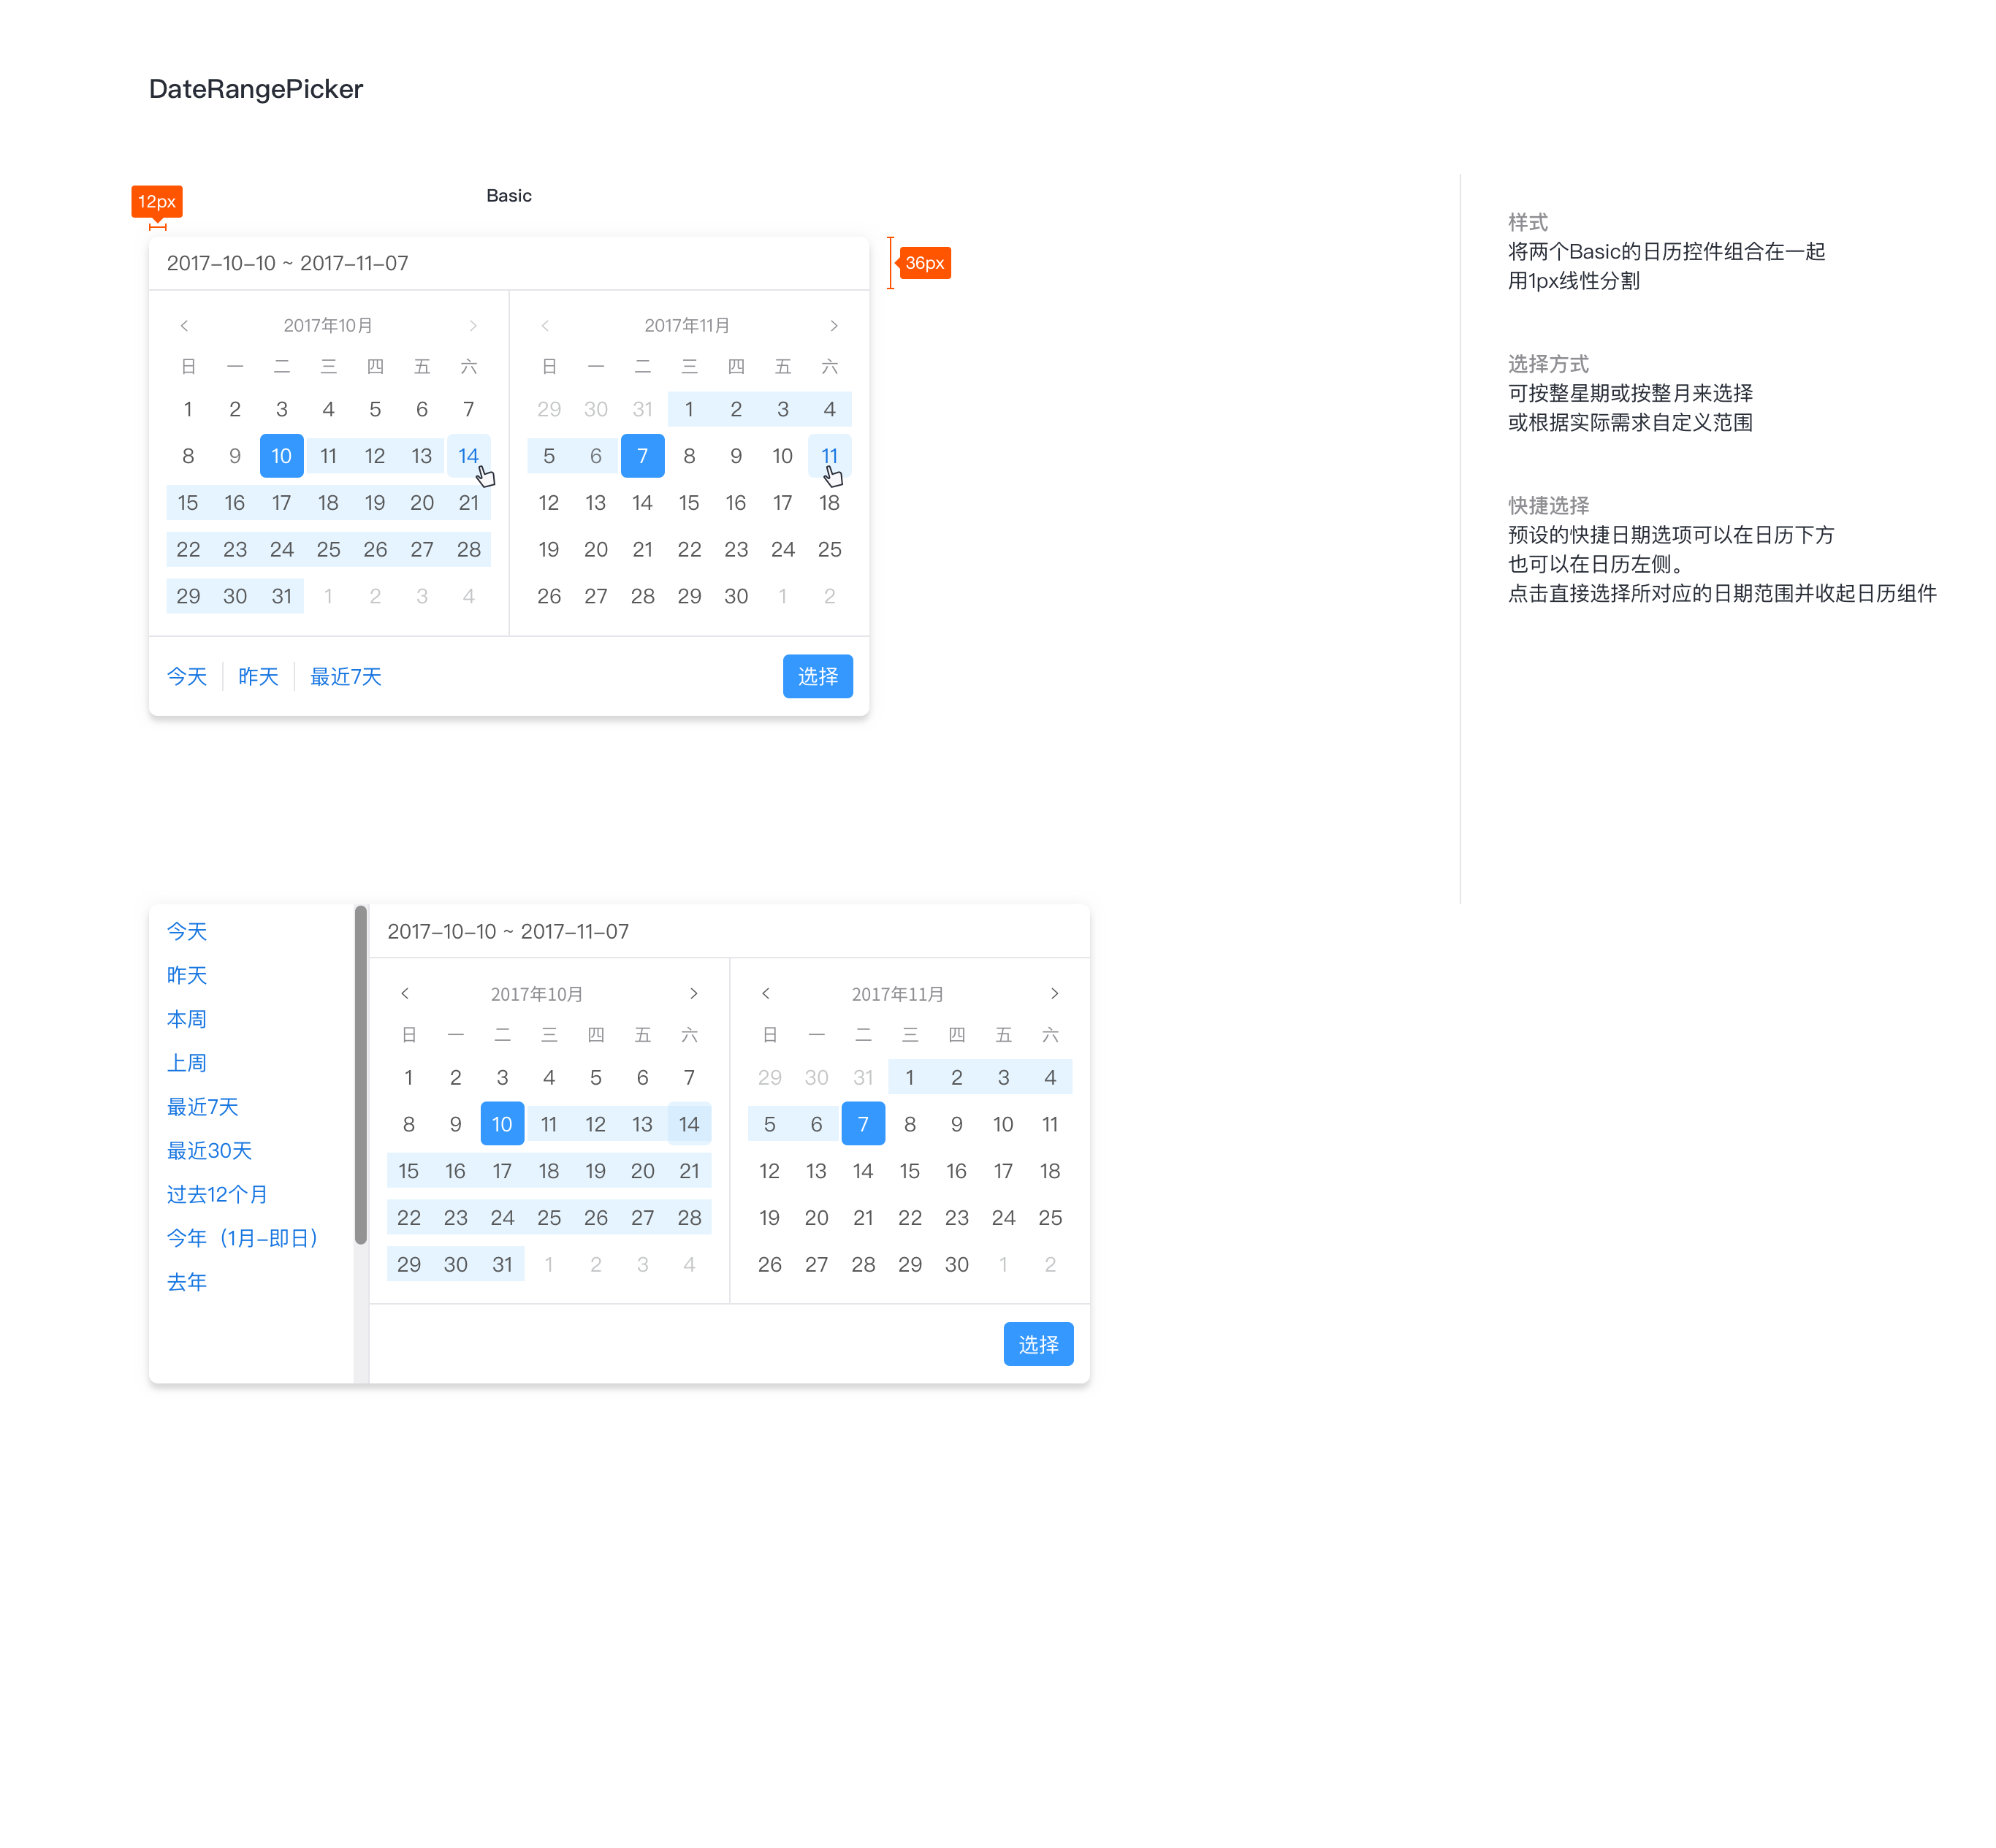 DateRangePicker
Basic
12px
36px
2017-10-10 ~ 2017-11-07
2017年10月
日 一 二 三 四 五 六
1 2 3 4 5 6 7
8 9 10 11 12 13 14
15 16 17 18 19 20 21
22 23 24 25 26 27 28
29 30 31 1 2 3 4
2017年11月
日 一 二 三 四 五 六
29 30 31 1 2 3 4
5 6 7 8 9 10 11
12 13 14 15 16 17 18
19 20 21 22 23 24 25
26 27 28 29 30 1 2
今天 昨天 最近7天
选择
样式
将两个Basic的日历控件组合在一起
用1px线性分割
选择方式
可按整星期或按整月来选择
或根据实际需求自定义范围
快捷选择
预设的快捷日期选项可以在日历下方
也可以在日历左侧。
点击直接选择所对应的日期范围并收起日历组件
今天
昨天
本周
上周
最近7天
最近30天
过去12个月
今年（1月-即日）
去年
2017-10-10 ~ 2017-11-07
2017年10月
日 一 二 三 四 五 六
1 2 3 4 5 6 7
8 9 10 11 12 13 14
15 16 17 18 19 20 21
22 23 24 25 26 27 28
29 30 31 1 2 3 4
2017年11月
日 一 二 三 四 五 六
29 30 31 1 2 3 4
5 6 7 8 9 10 11
12 13 14 15 16 17 18
19 20 21 22 23 24 25
26 27 28 29 30 1 2
选择